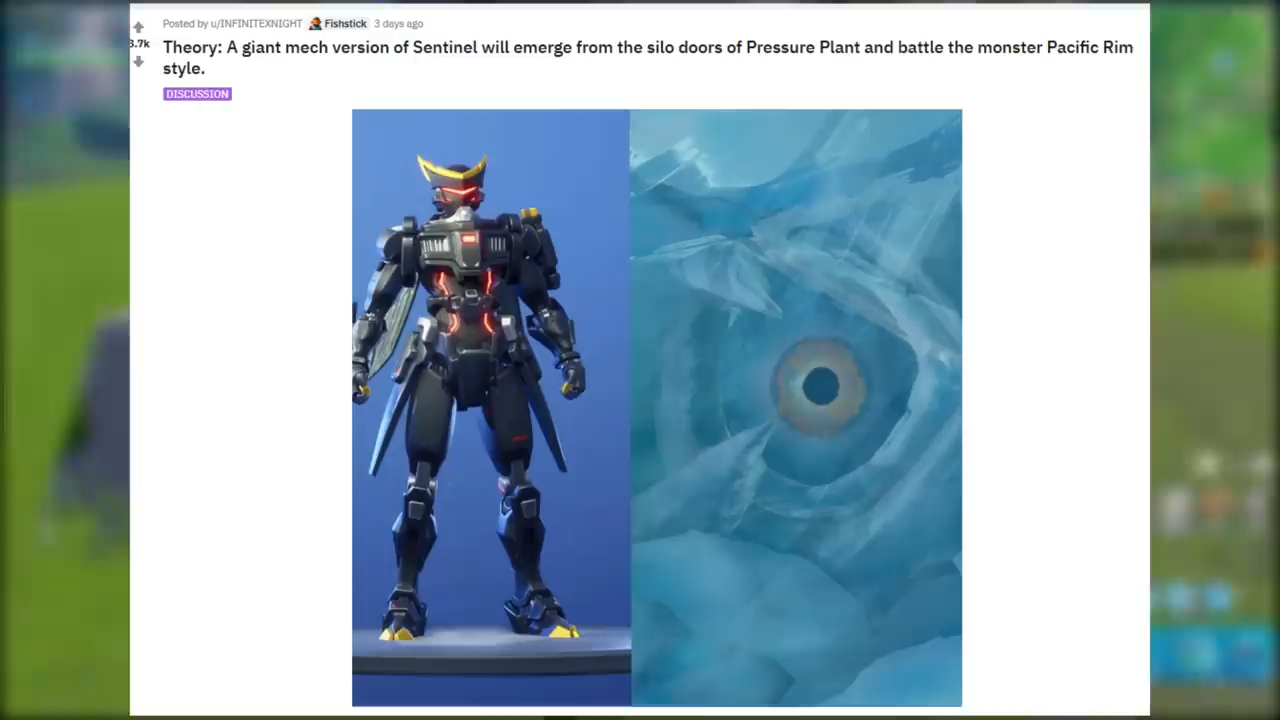 Posted by u/INFINITEXNIGHT Fishstick 3 days ago
3.7k
Theory: A giant mech version of Sentinel will emerge from the silo doors of Pressure Plant and battle the monster Pacific Rim
style.
DISCUSSION